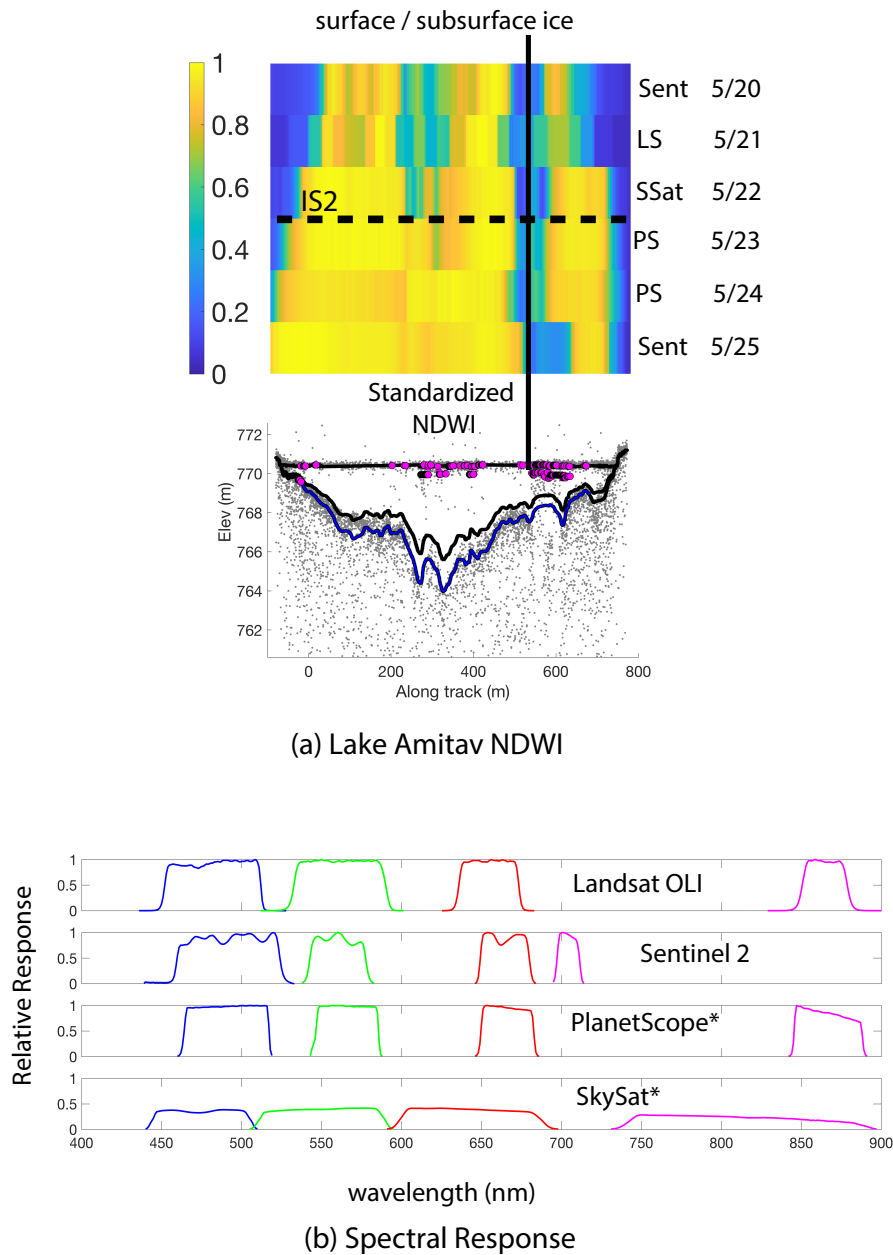 surface / subsurface ice
1
0.8
0.6
0.4
0.2
0
Sent 5/20
LS 5/21
SSat 5/22
IS2
PS 5/23
PS 5/24
Sent 5/25
Standardized
NDWI
772
770
768
766
764
762
Elev (m)
0 200 400 600 800
Along track (m)
(a) Lake Amitav NDWI
Relative Response
1
0.5
0
Landsat OLI
1
0.5
0
Sentinel 2
1
0.5
0
PlanetScope*
1
0.5
0
SkySat*
400 450 500 550 600 650 700 750 800 850 900
wavelength (nm)
(b) Spectral Response